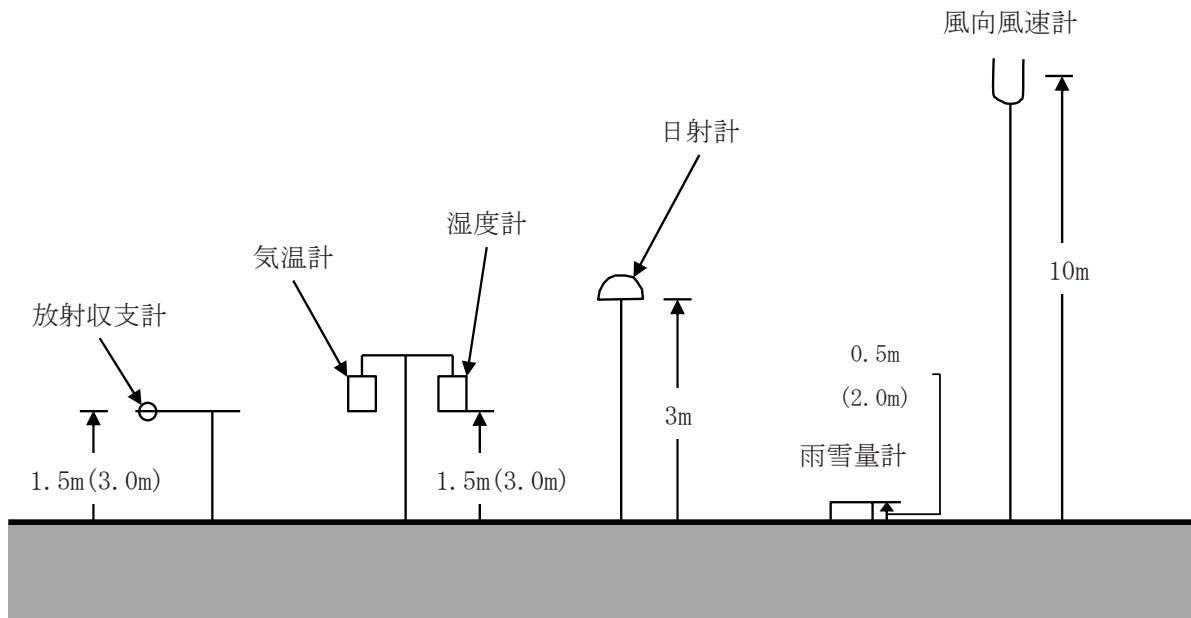 風向風速計
日射計
湿度計
気温計
放射収支計
10m
0.5m
(2.0m)
3m
雨雪量計
1.5m(3.0m)
1.5m(3.0m)